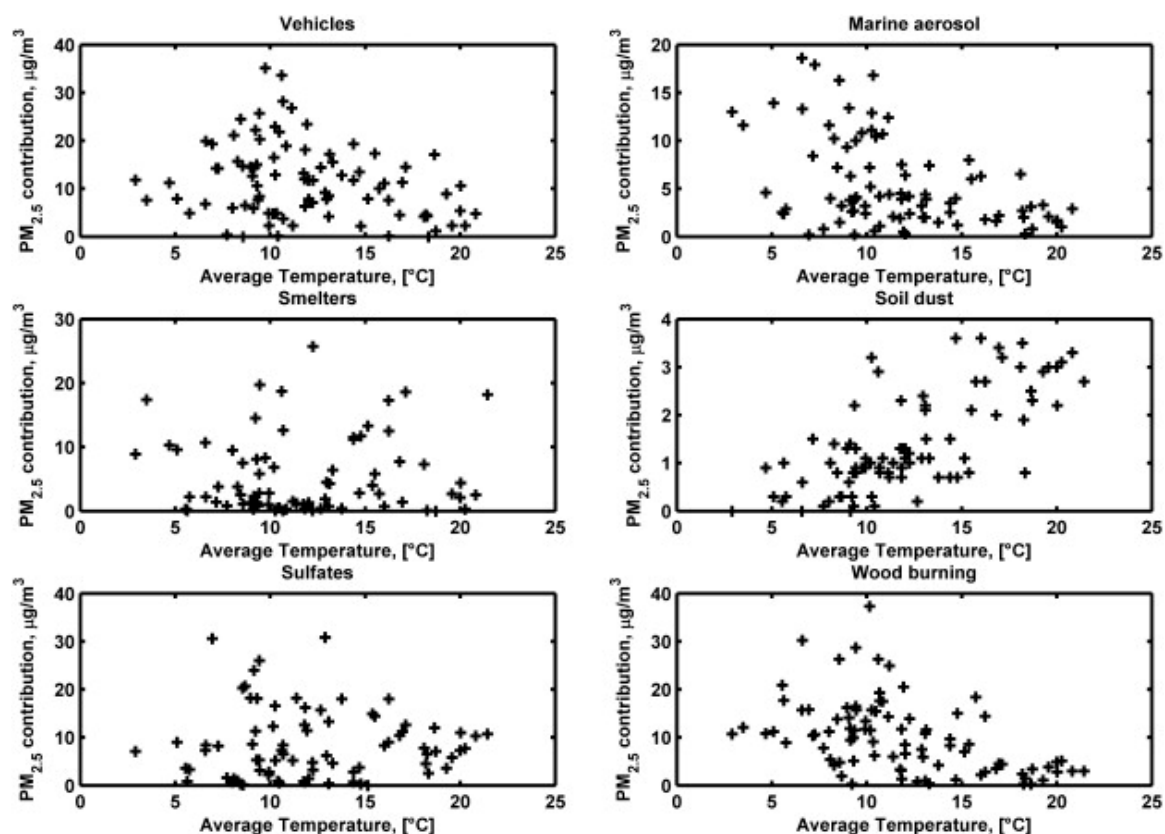 Vehicles
40
30
20
10
0
PM2.5 contribution, μg/m3
0 5 10 15 20 25
Average Temperature, [°C]
Marine aerosol
20
15
10
5
0
PM2.5 contribution, μg/m3
0 5 10 15 20 25
Average Temperature, [°C]
Smelters
30
20
10
0
PM2.5 contribution, μg/m3
0 5 10 15 20 25
Average Temperature, [°C]
Soil dust
4
3
2
1
0
PM2.5 contribution, μg/m3
0 5 10 15 20 25
Average Temperature, [°C]
Sulfates
40
30
20
10
0
PM2.5 contribution, μg/m3
0 5 10 15 20 25
Average Temperature, [°C]
Wood burning
40
30
20
10
0
PM2.5 contribution, μg/m3
0 5 10 15 20 25
Average Temperature, [°C]